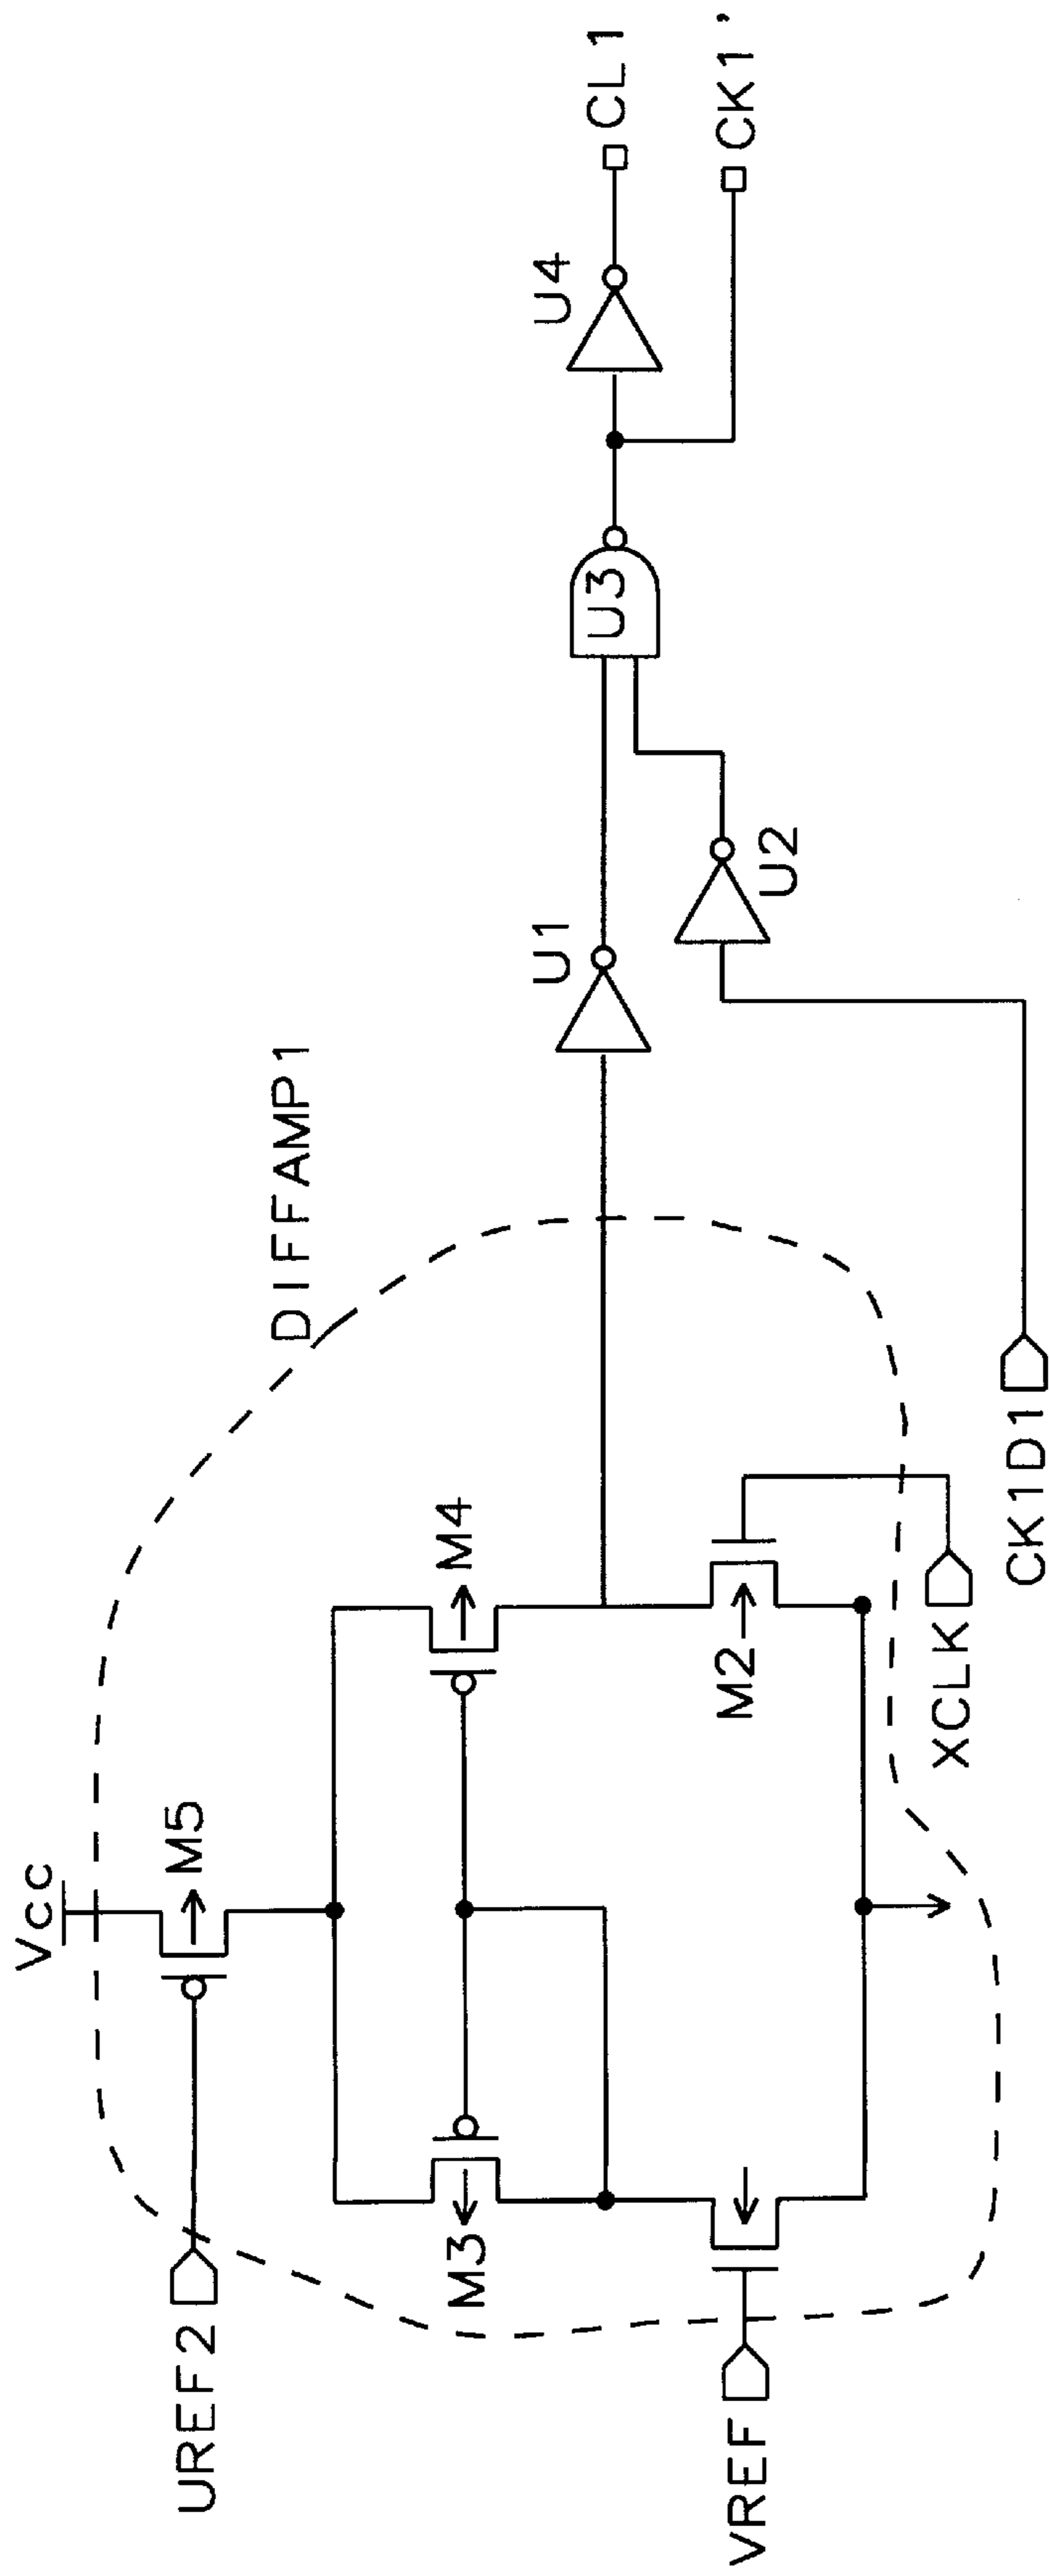 Vcc
UREF2
M5
DIFFAMP1
M3
M4
U1
U3
U4
CL1
CK1'
VREF
M2
U2
XCLK
CK1D1